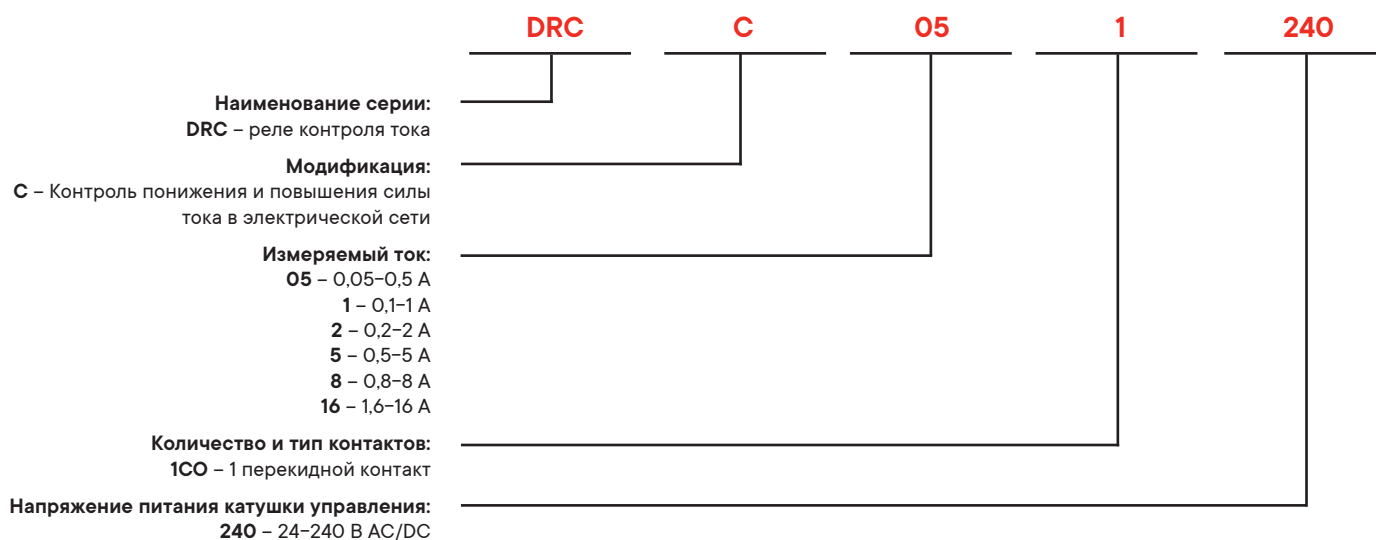 DRC C 05 1 240
Наименование серии:
DRC – реле контроля тока
Модификация:
C – Контроль понижения и повышения силы
тока в электрической сети
Измеряемый ток:
05 – 0,05–0,5 А
1 – 0,1–1 А
2 – 0,2–2 А
5 – 0,5–5 А
8 – 0,8–8 А
16 – 1,6–16 А
Количество и тип контактов:
1CO – 1 перекидной контакт
Напряжение питания катушки управления:
240 – 24–240 В AC/DC